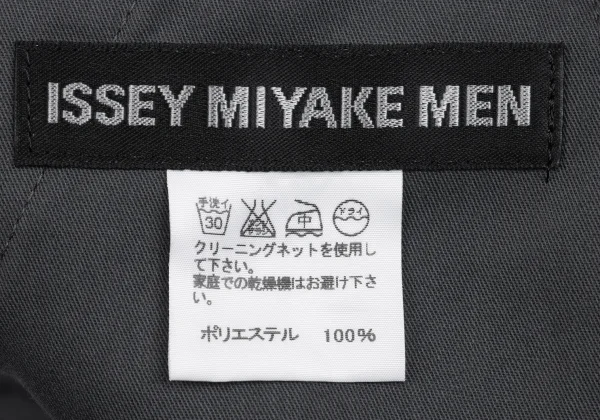 ISSEY MIYAKE MEN
手洗イ 30 中 ドライ
クリーニングネットを使用し
て下さい。
家庭での乾燥機はお避け下さ
い。
ポリエステル 100%